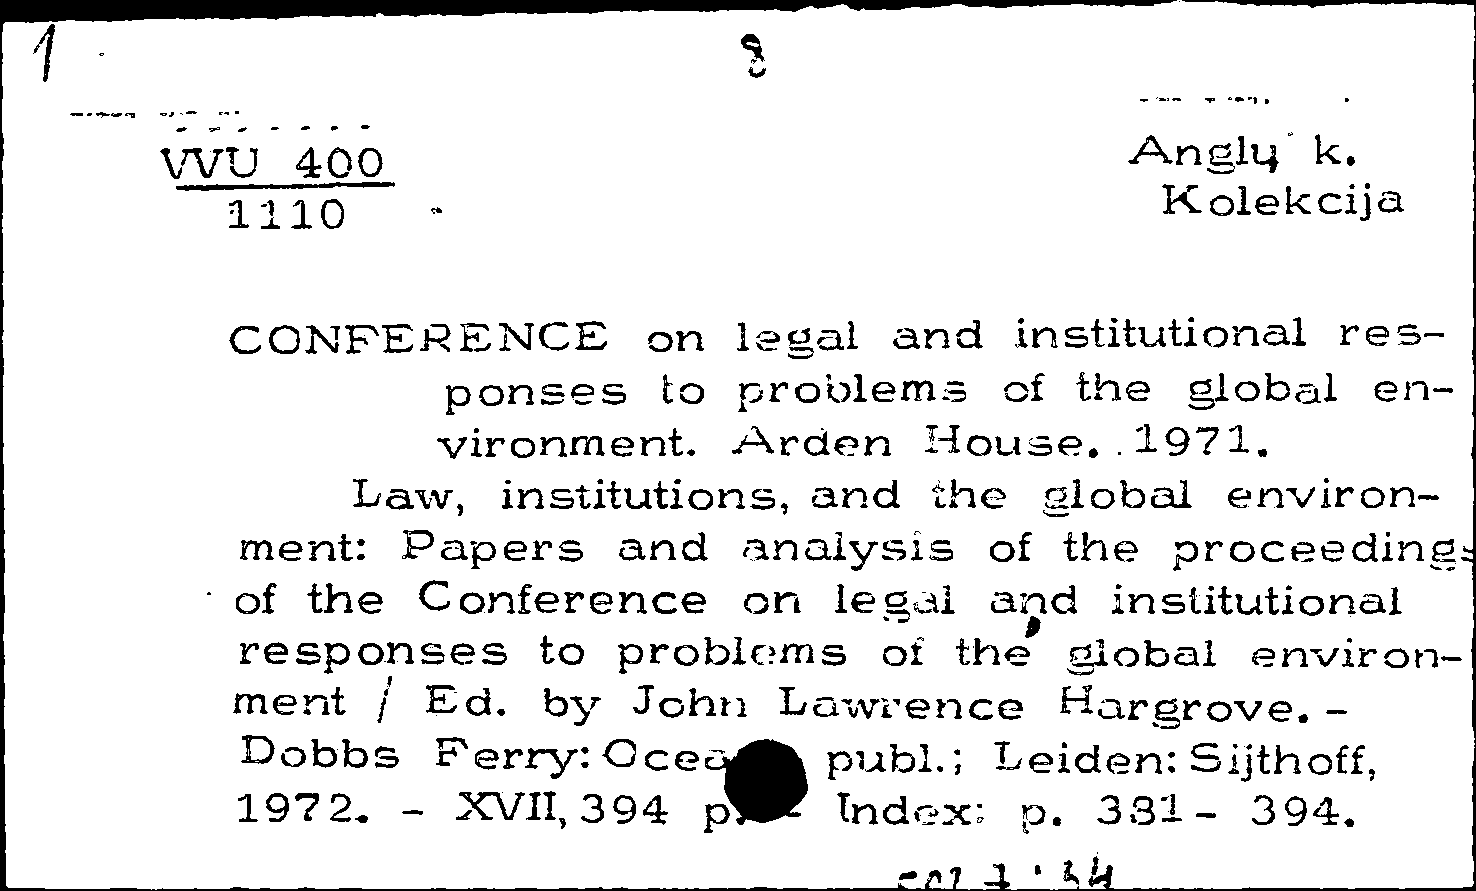 1
8
VVU 400
1110
Anglų k.
Kolekcija
CONFERENCE on legal and institutional res-
ponses to problems of the global en-
vironment. Arden House. 1971.
Law, institutions, and the global environ-
ment: Papers and analysis of the proceedings
of the Conference on legal and institutional
responses to problems of the global environ-
ment / Ed. by John Lawrence Hargrove. -
Dobbs Ferry: publ.; Leiden: Sijthoff,
1972. - XVII, 394 p. - Index: p. 381 - 394.